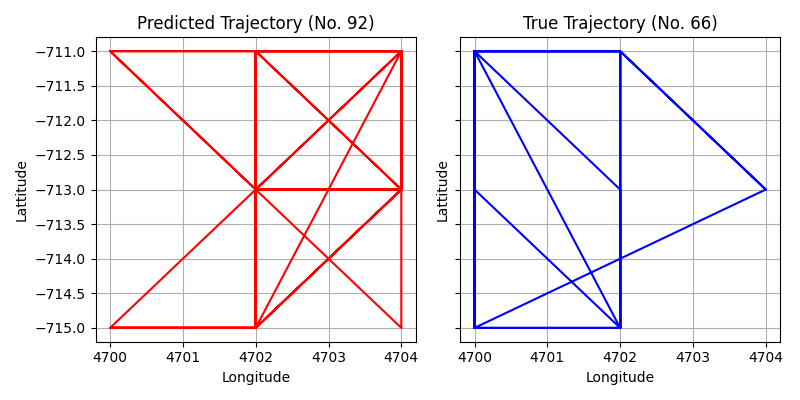 Predicted Trajectory (No. 92)
True Trajectory (No. 66)
−711.0
−711.5
−712.0
−712.5
−713.0
−713.5
−714.0
−714.5
−715.0
Lattitude
Lattitude
4700 4701 4702 4703 4704
4700 4701 4702 4703 4704
Longitude
Longitude